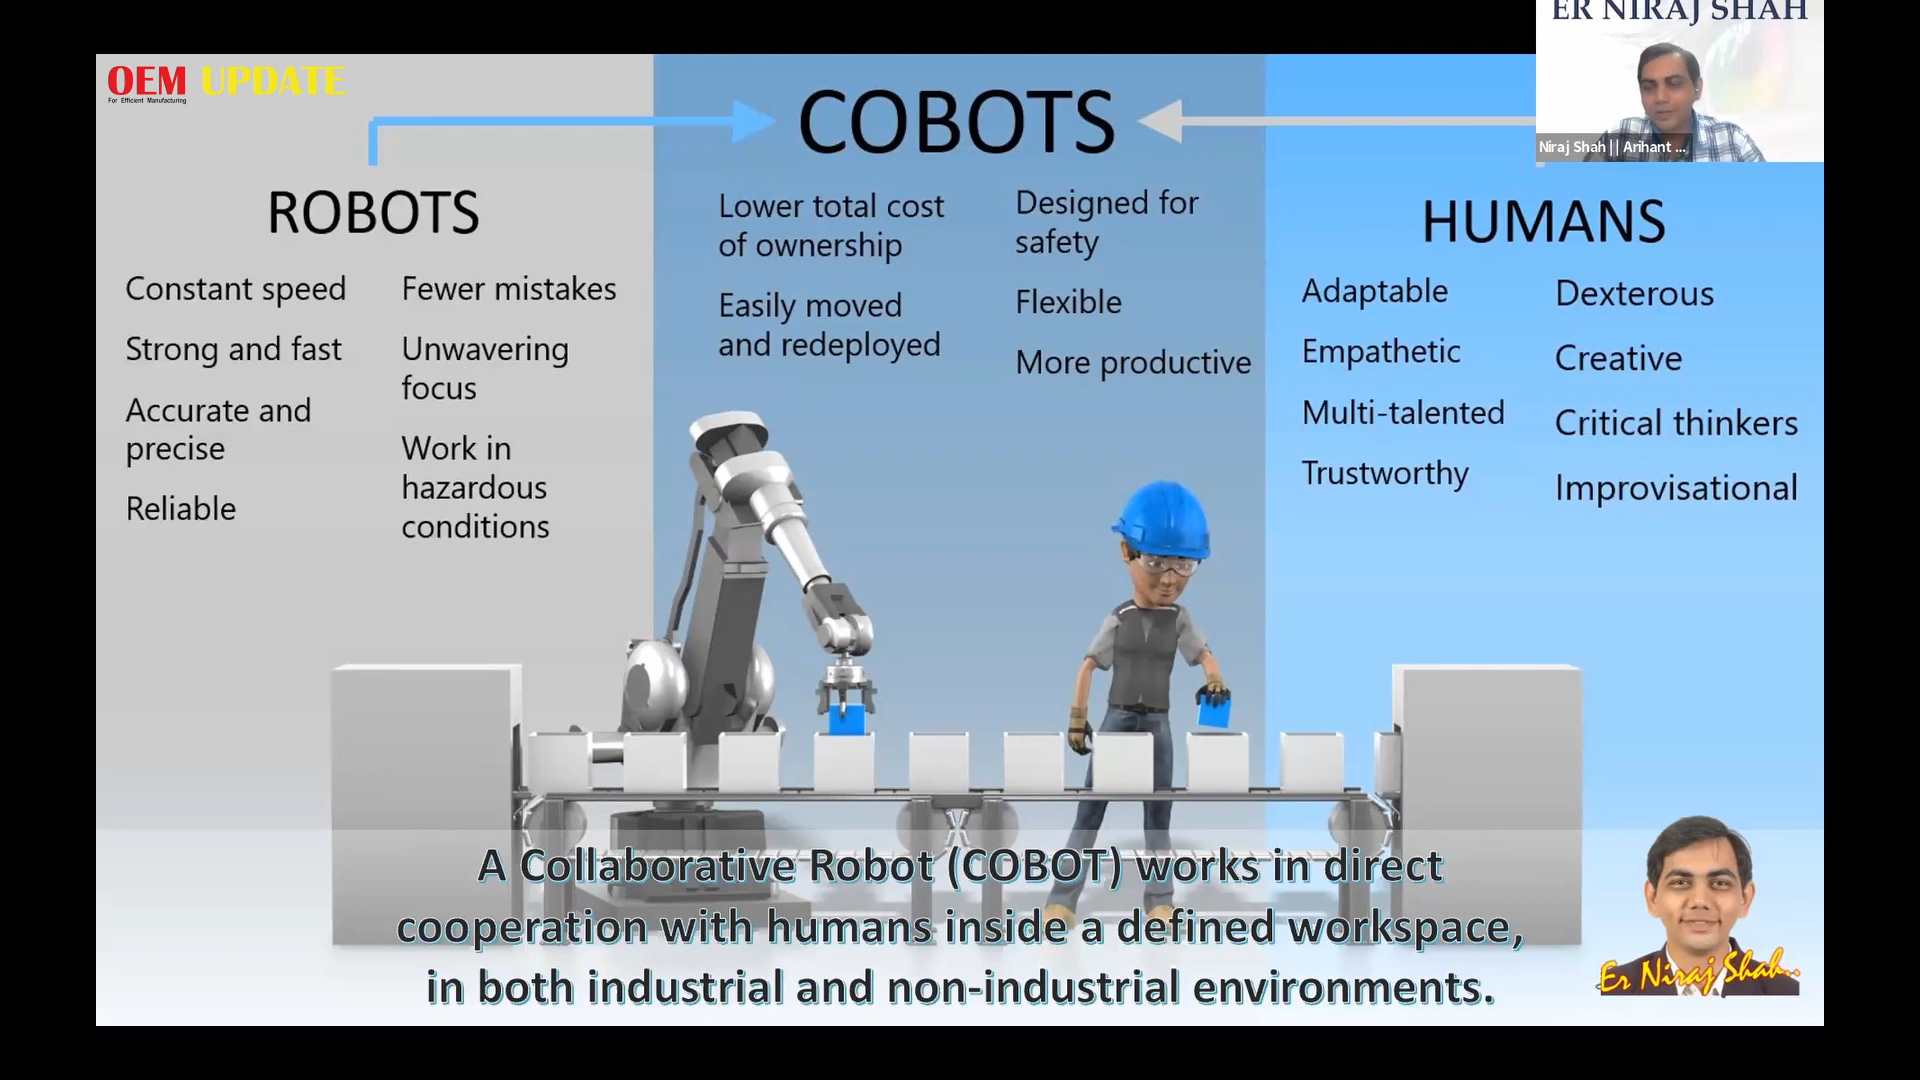 ER NIRAJ SHAH
Niraj Shah || Arihant ...
OEM UPDATE
For Efficient Manufacturing
COBOTS
Lower total cost
of ownership
Easily moved
and redeployed
Designed for
safety
Flexible
More productive
ROBOTS
Constant speed
Strong and fast
Accurate and
precise
Reliable
Fewer mistakes
Unwavering
focus
Work in
hazardous
conditions
HUMANS
Adaptable
Empathetic
Multi-talented
Trustworthy
Dexterous
Creative
Critical thinkers
Improvisational
A Collaborative Robot (COBOT) works in direct
cooperation with humans inside a defined workspace,
in both industrial and non-industrial environments.
Er Niraj Shah..